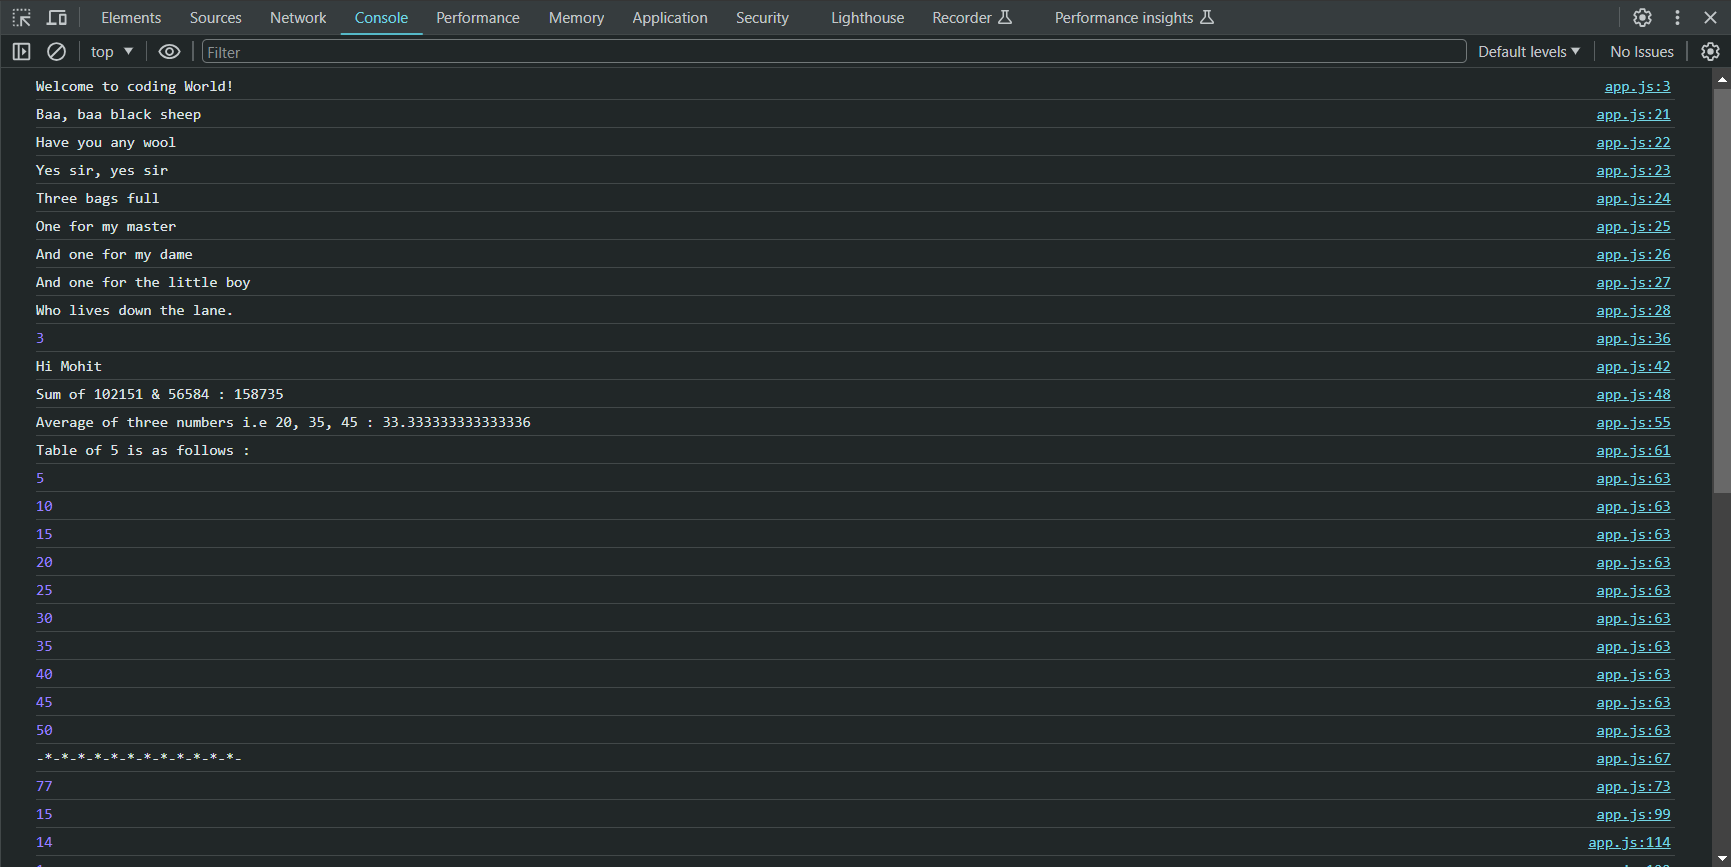 Elements Sources Network Console Performance Memory Application Security Lighthouse Recorder Performance insights
top Filter Default levels No Issues
Welcome to coding World! app.js:3
Baa, baa black sheep app.js:21
Have you any wool app.js:22
Yes sir, yes sir app.js:23
Three bags full app.js:24
One for my master app.js:25
And one for my dame app.js:26
And one for the little boy app.js:27
Who lives down the lane. app.js:28
3 app.js:36
Hi Mohit app.js:42
Sum of 102151 & 56584 : 158735 app.js:48
Average of three numbers i.e 20, 35, 45 : 33.333333333333336 app.js:55
Table of 5 is as follows : app.js:61
5 app.js:63
10 app.js:63
15 app.js:63
20 app.js:63
25 app.js:63
30 app.js:63
35 app.js:63
40 app.js:63
45 app.js:63
50 app.js:63
-*-*-*-*-*-*-*-*-*-*-*-*- app.js:67
77 app.js:73
15 app.js:99
14 app.js:114